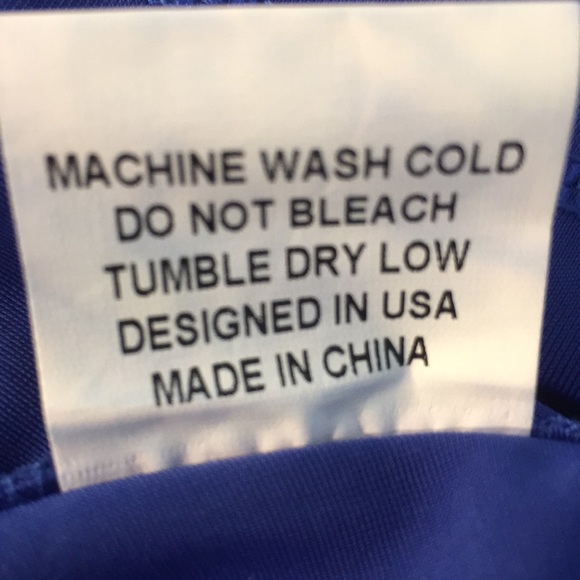 MACHINE WASH COLD
DO NOT BLEACH
TUMBLE DRY LOW
DESIGNED IN USA
MADE IN CHINA